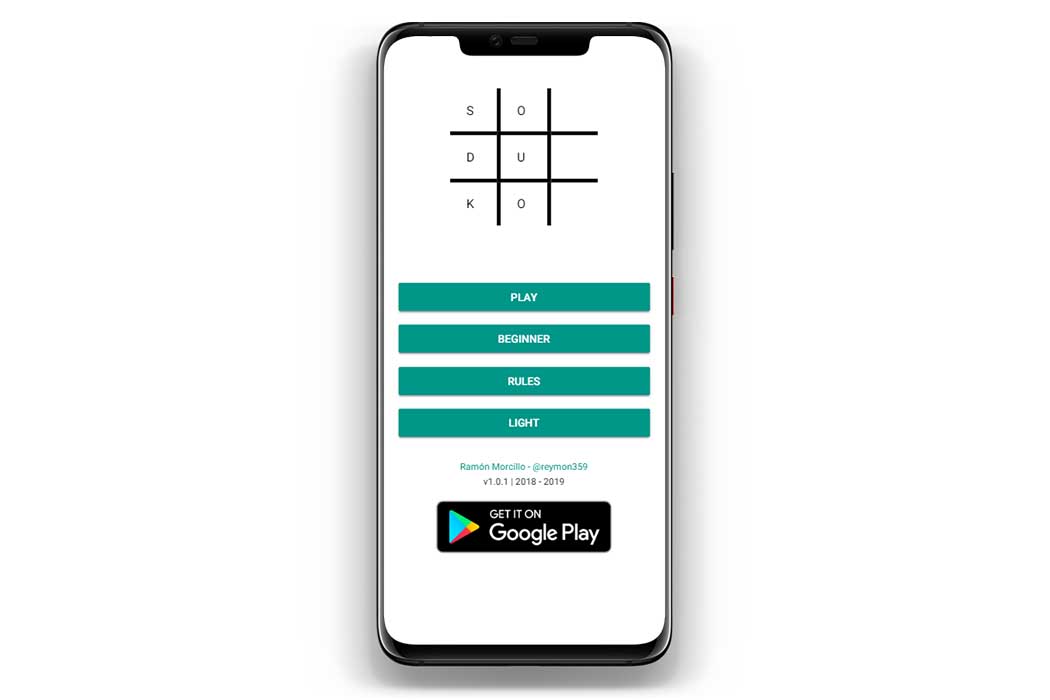 S O
D U
K O
PLAY
BEGINNER
RULES
LIGHT
Ramón Morcillo - @reymon359
v1.0.1 | 2018 - 2019
GET IT ON
Google Play